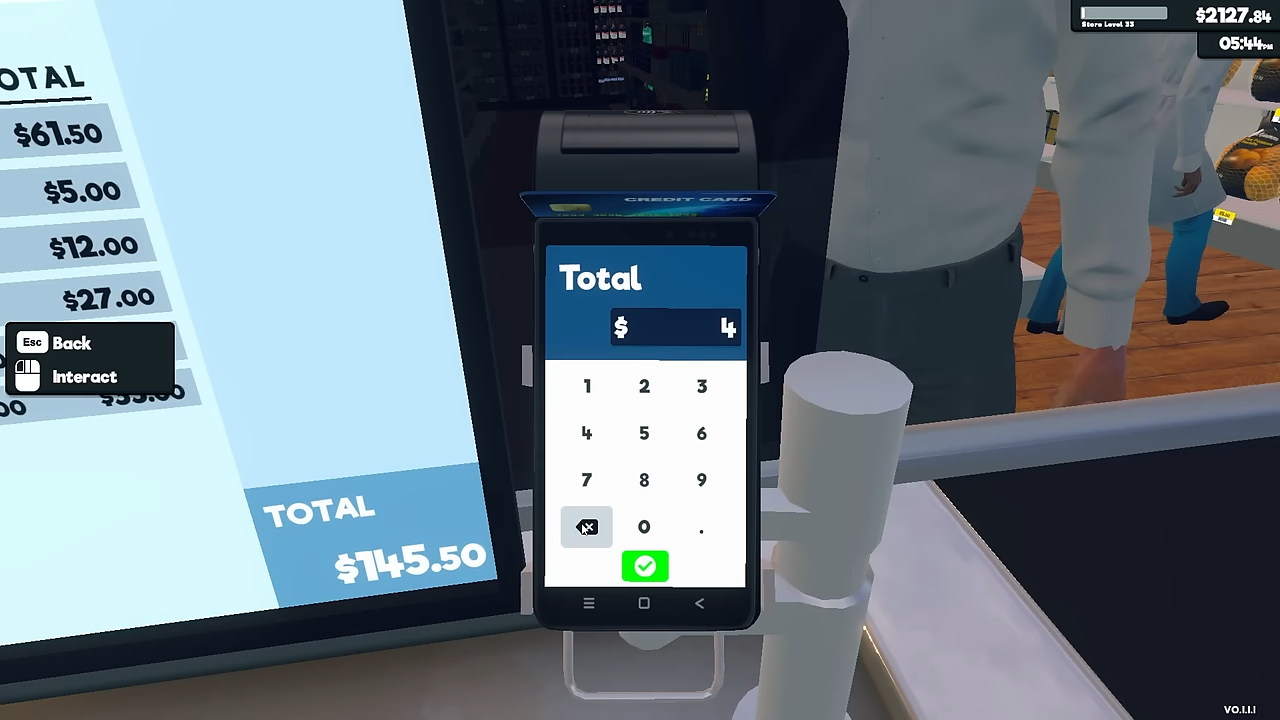 OTAL
$61.50
$5.00
$12.00
$27.00
00
TOTAL
$145.50
Esc Back
Interact
CREDIT CARD
Total
$ 4
1 2 3
4 5 6
7 8 9
0 .
Store Level 33
$2127.84
05:44PM
V0.1.1.1